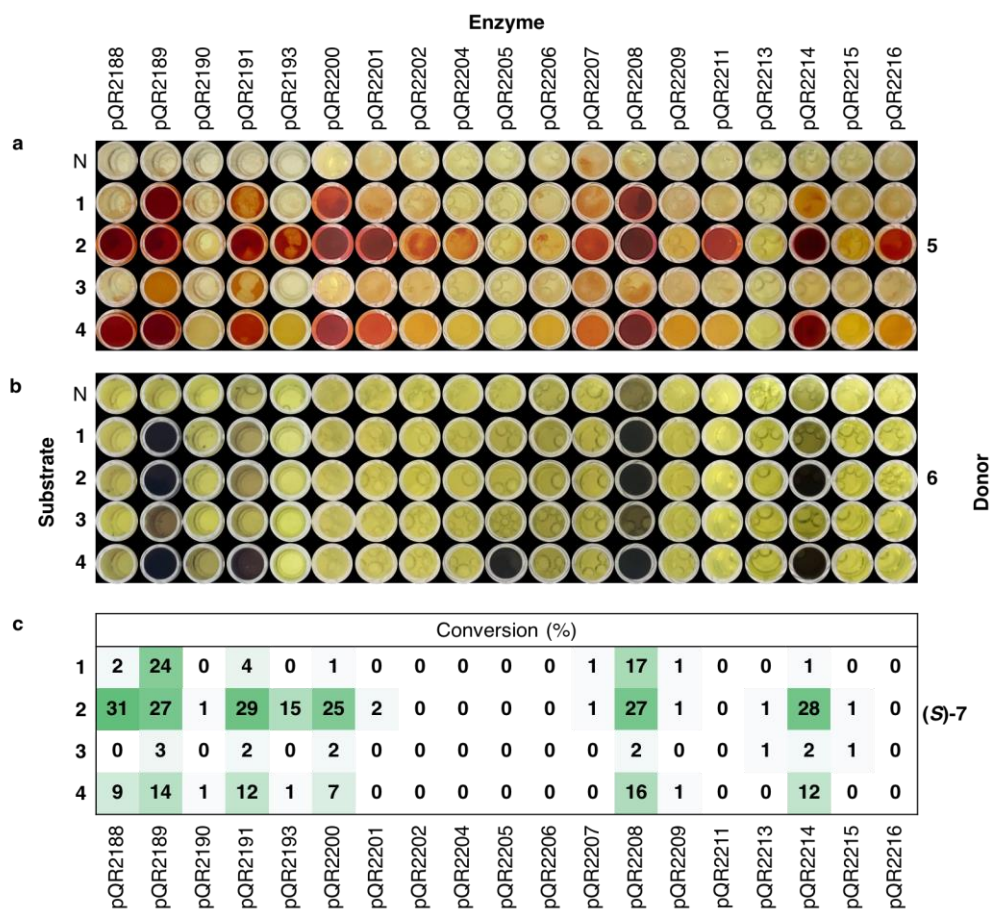 Enzyme
pQR2188 pQR2189 pQR2190 pQR2191 pQR2193 pQR2200 pQR2201 pQR2202 pQR2204 pQR2205 pQR2206 pQR2207 pQR2208 pQR2209 pQR2211 pQR2213 pQR2214 pQR2215 pQR2216
a
N
1
2 5
3
4
b
N
1
2 6
3
4
Substrate
Donor
c
Conversion (%)
1 2 24 0 4 0 1 0 0 0 0 0 1 17 1 0 0 1 0 0
2 31 27 1 29 15 25 2 0 0 0 0 1 27 1 0 1 28 1 0 (S)-7
3 0 3 0 2 0 2 0 0 0 0 0 0 2 0 0 1 2 1 0
4 9 14 1 12 1 7 0 0 0 0 0 0 16 1 0 0 12 0 0
pQR2188 pQR2189 pQR2190 pQR2191 pQR2193 pQR2200 pQR2201 pQR2202 pQR2204 pQR2205 pQR2206 pQR2207 pQR2208 pQR2209 pQR2211 pQR2213 pQR2214 pQR2215 pQR2216